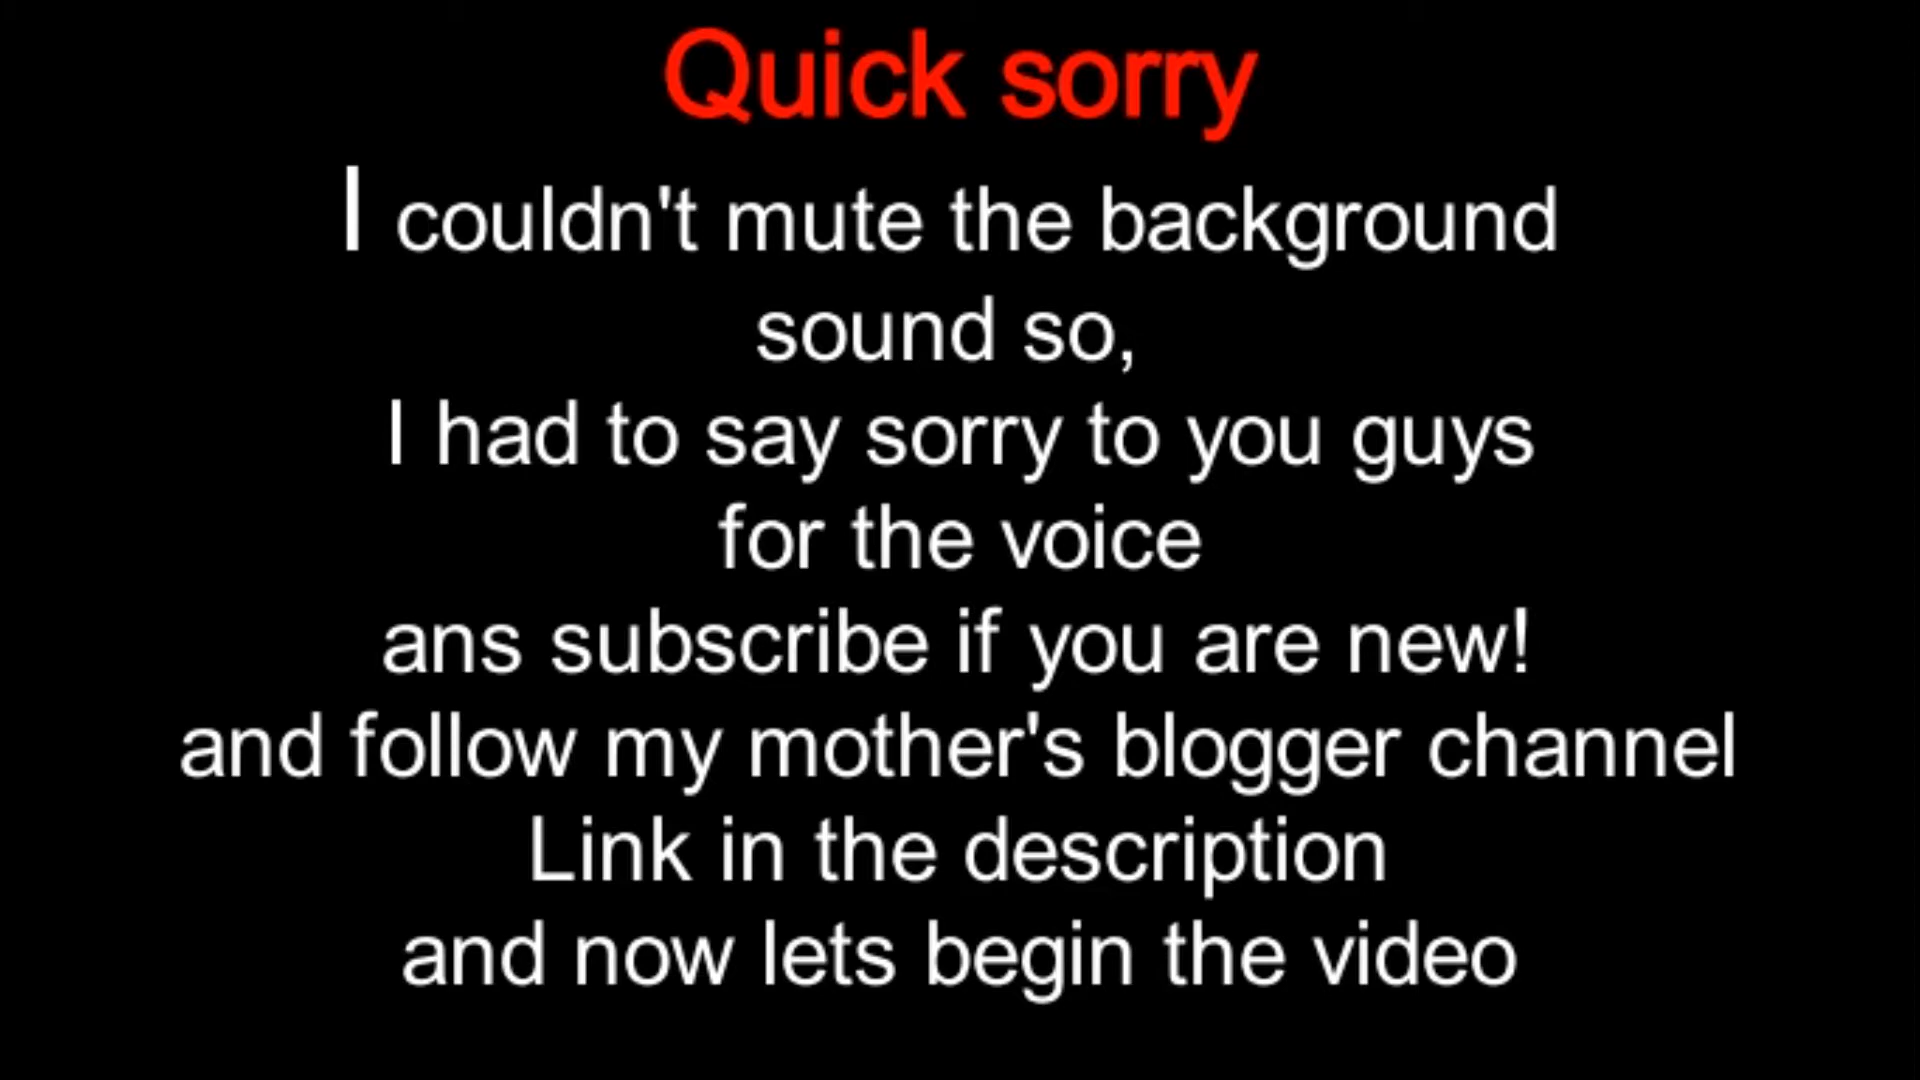 Quick sorry
I couldn't mute the background
sound so,
I had to say sorry to you guys
for the voice
ans subscribe if you are new!
and follow my mother's blogger channel
Link in the description
and now lets begin the video